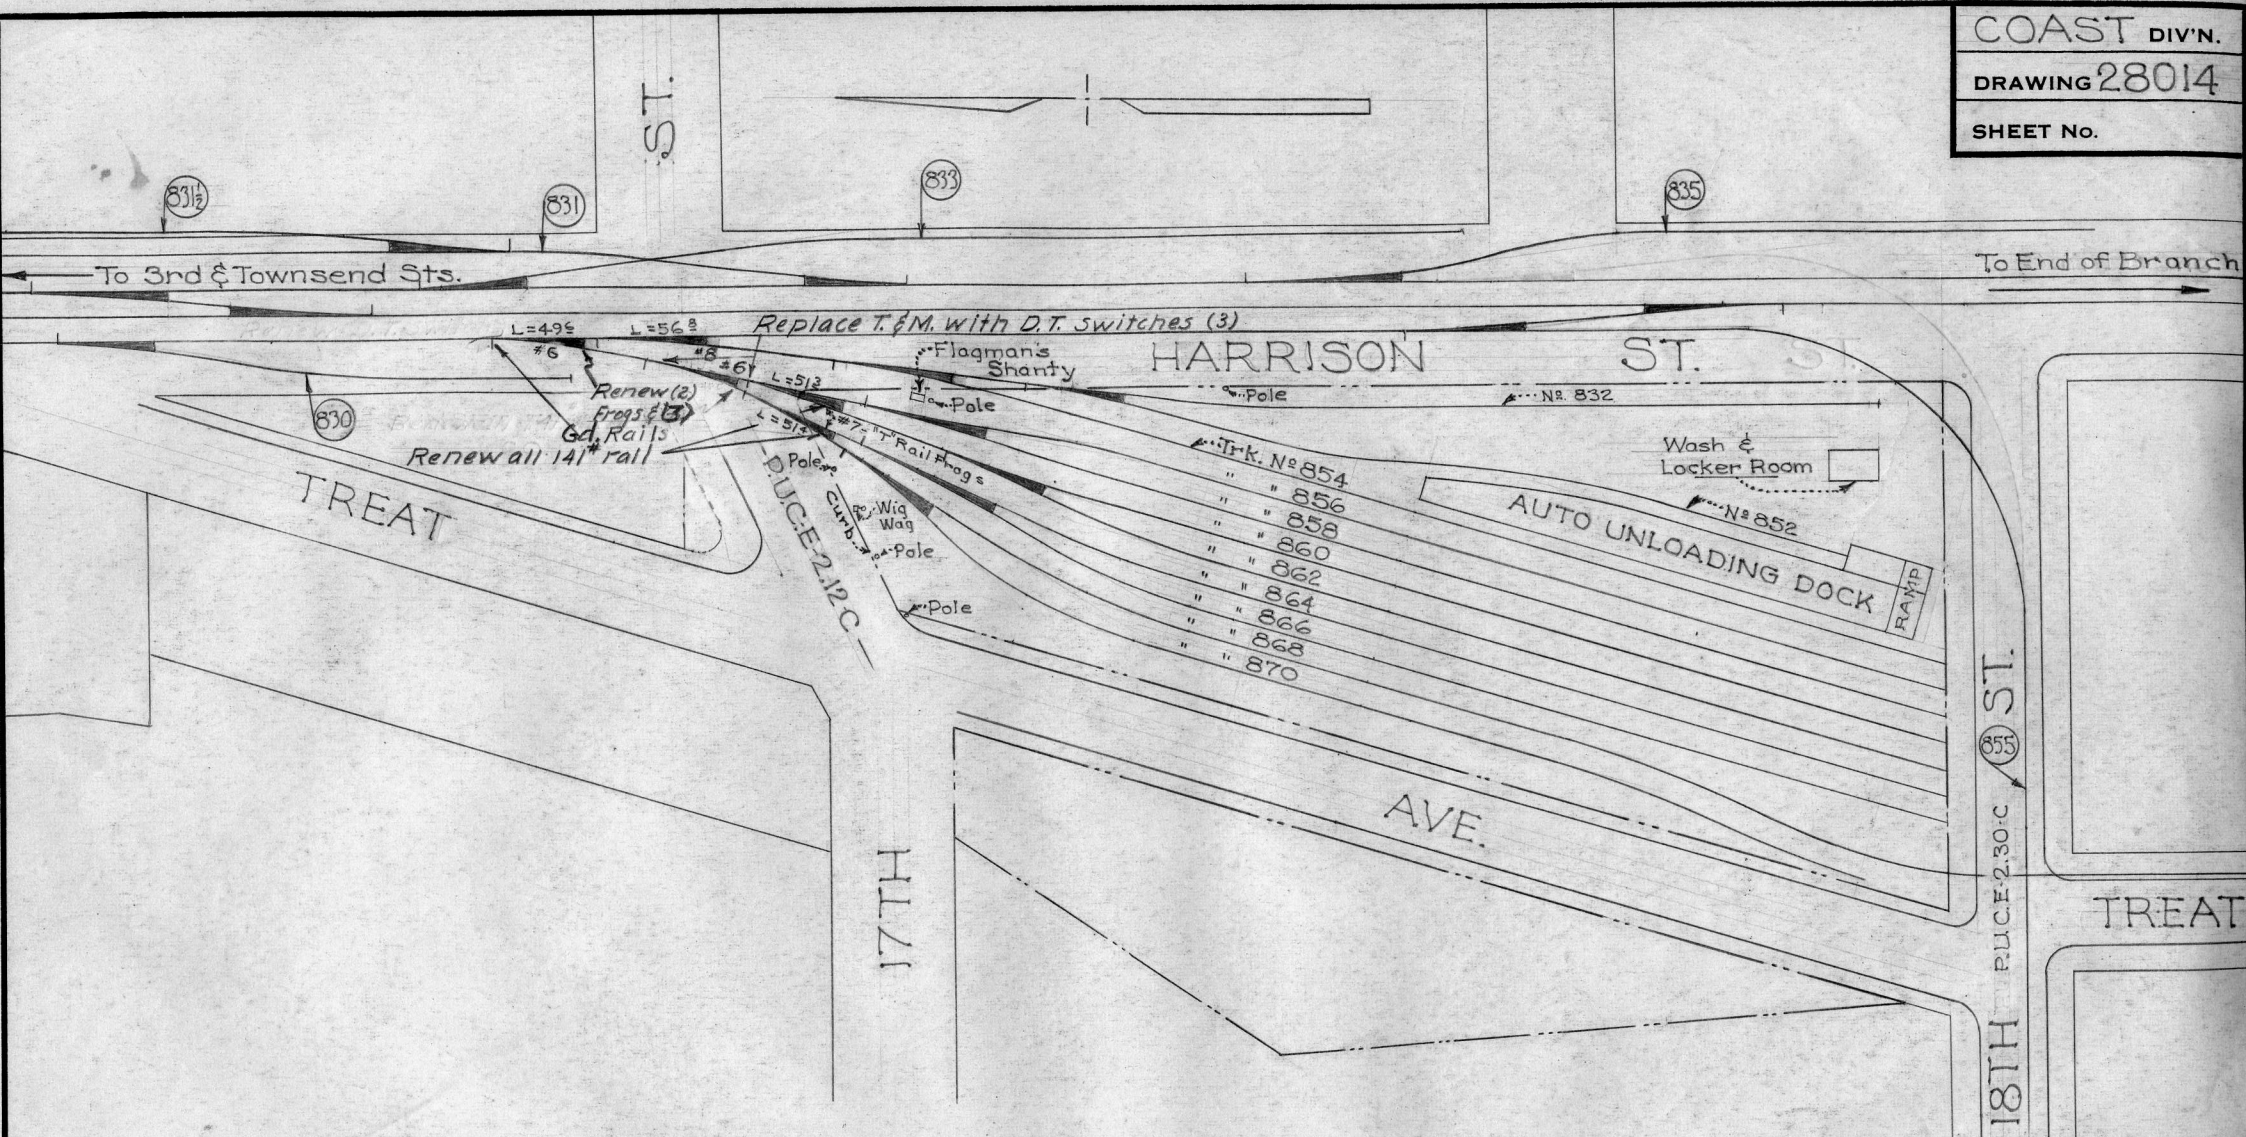 COAST DIV'N.
DRAWING 28014
SHEET No.
ST.
831½
831
833
835
To 3rd & Townsend Sts.
To End of Branch
L=49⁶
L=56⁸
Replace T. & M. with D.T. switches (3)
#6
#8
#6
L=51³
Flagman's
Shanty
HARRISON ST.
ST.
Pole
Pole
Nº 832
830
Renew (2)
Frogs & (3)
Gd. Rails
Renew all 141# rail
L=51⁴
#7-"T" Rail Frogs
Pole
Curb
Wig
Wag
Pole
Pole
P.U.C.E-2.12-C
TREAT
Trk. Nº 854
" " 856
" " 858
" " 860
" " 862
" " 864
" " 866
" " 868
" " 870
Wash &
Locker Room
Nº 852
AUTO UNLOADING DOCK
RAMP
AVE.
17TH
18TH ST.
855
P.U.C.E-2.30-C
TREAT